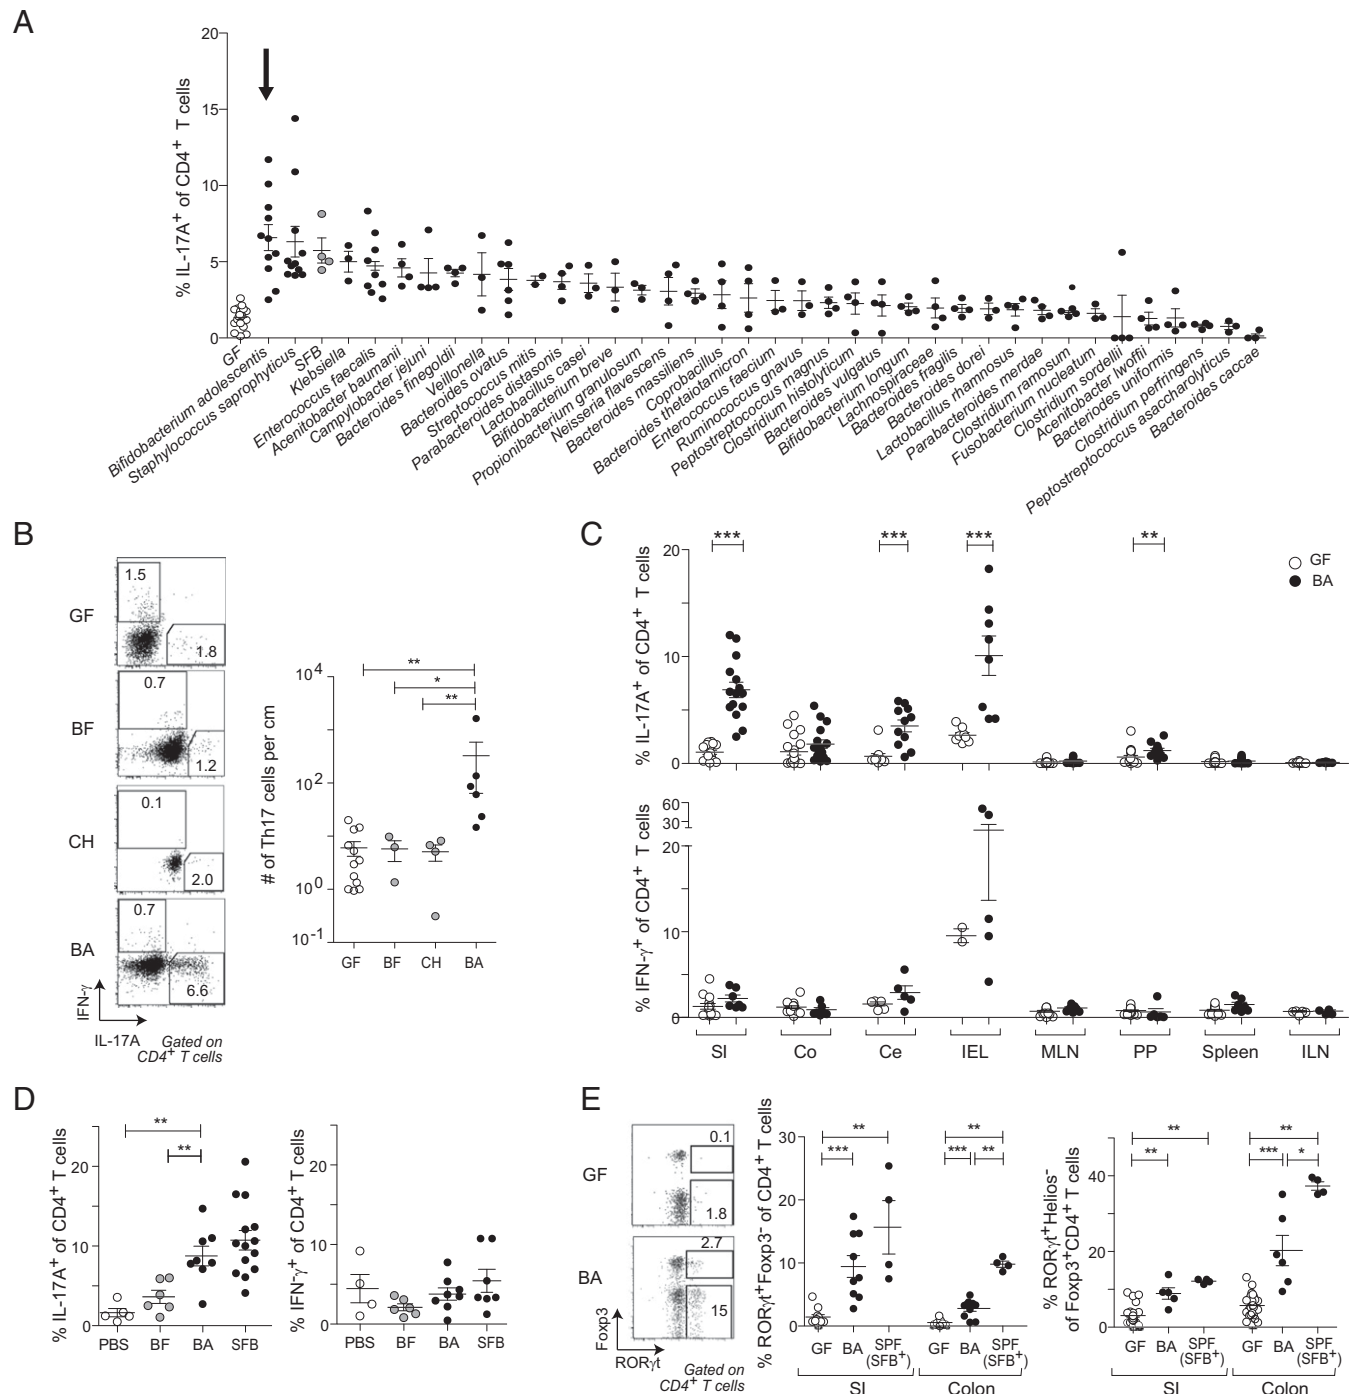 A
% IL-17A⁺ of CD4⁺ T cells
20
15
10
5
0
GF
Bifidobacterium adolescentis
Staphylococcus saprophyticus
SFB
Klebsiella
Enterococcus faecalis
Acenitobacter baumanii
Campylobacter jejuni
Bacteroides finegoldii
Veillonella
Bacteroides ovatus
Streptococcus mitis
Parabacteroides distasonis
Lactobacillus casei
Bifidobacterium breve
Propionibacterium granulosum
Neisseria flavescens
Bacteroides massiliens
Coprobacillus
Bacteroides thetaiotamicron
Enterococcus faecium
Ruminococcus gnavus
Peptostreptococcus magnus
Clostridium histolyticum
Bacteroides vulgatus
Bifidobacterium longum
Lachnospiraceae
Bacteroides fragilis
Bacteroides dorei
Lactobacillus rhamnosus
Parabacteroides merdae
Clostridium ramosum
Fusobacterium nucleatum
Clostridium sordellii
Acenitobacter lwoffii
Bacteroides uniformis
Clostridium perfringens
Peptostreptococcus asaccharolyticus
Bacteroides caccae
B
GF
1.5
1.8
BF
0.7
1.2
CH
0.1
2.0
BA
0.7
6.6
IFN-γ
IL-17A
Gated on
CD4⁺ T cells
# of Th17 cells per cm
10⁴
10²
10⁰
10⁻¹
**
*
**
GF BF CH BA
C
% IL-17A⁺ of CD4⁺ T cells
20
10
0
*** *** *** **
GF
BA
% IFN-γ⁺ of CD4⁺ T cells
60
30
20
10
0
SI Co Ce IEL MLN PP Spleen ILN
D
% IL-17A⁺ of CD4⁺ T cells
20
10
0
**
**
PBS BF BA SFB
% IFN-γ⁺ of CD4⁺ T cells
20
10
0
PBS BF BA SFB
E
GF
0.1
1.8
BA
2.7
15
Foxp3
RORγt
Gated on
CD4⁺ T cells
% RORγt⁺Foxp3⁻ of CD4⁺ T cells
30
20
10
0
** **
*** *** **
GF BA SPF (SFB⁺) GF BA SPF (SFB⁺)
SI Colon
% RORγt⁺Helios⁻
of Foxp3⁺CD4⁺ T cells
40
20
0
** **
** *** *
GF BA SPF (SFB⁺) GF BA SPF (SFB⁺)
SI Colon